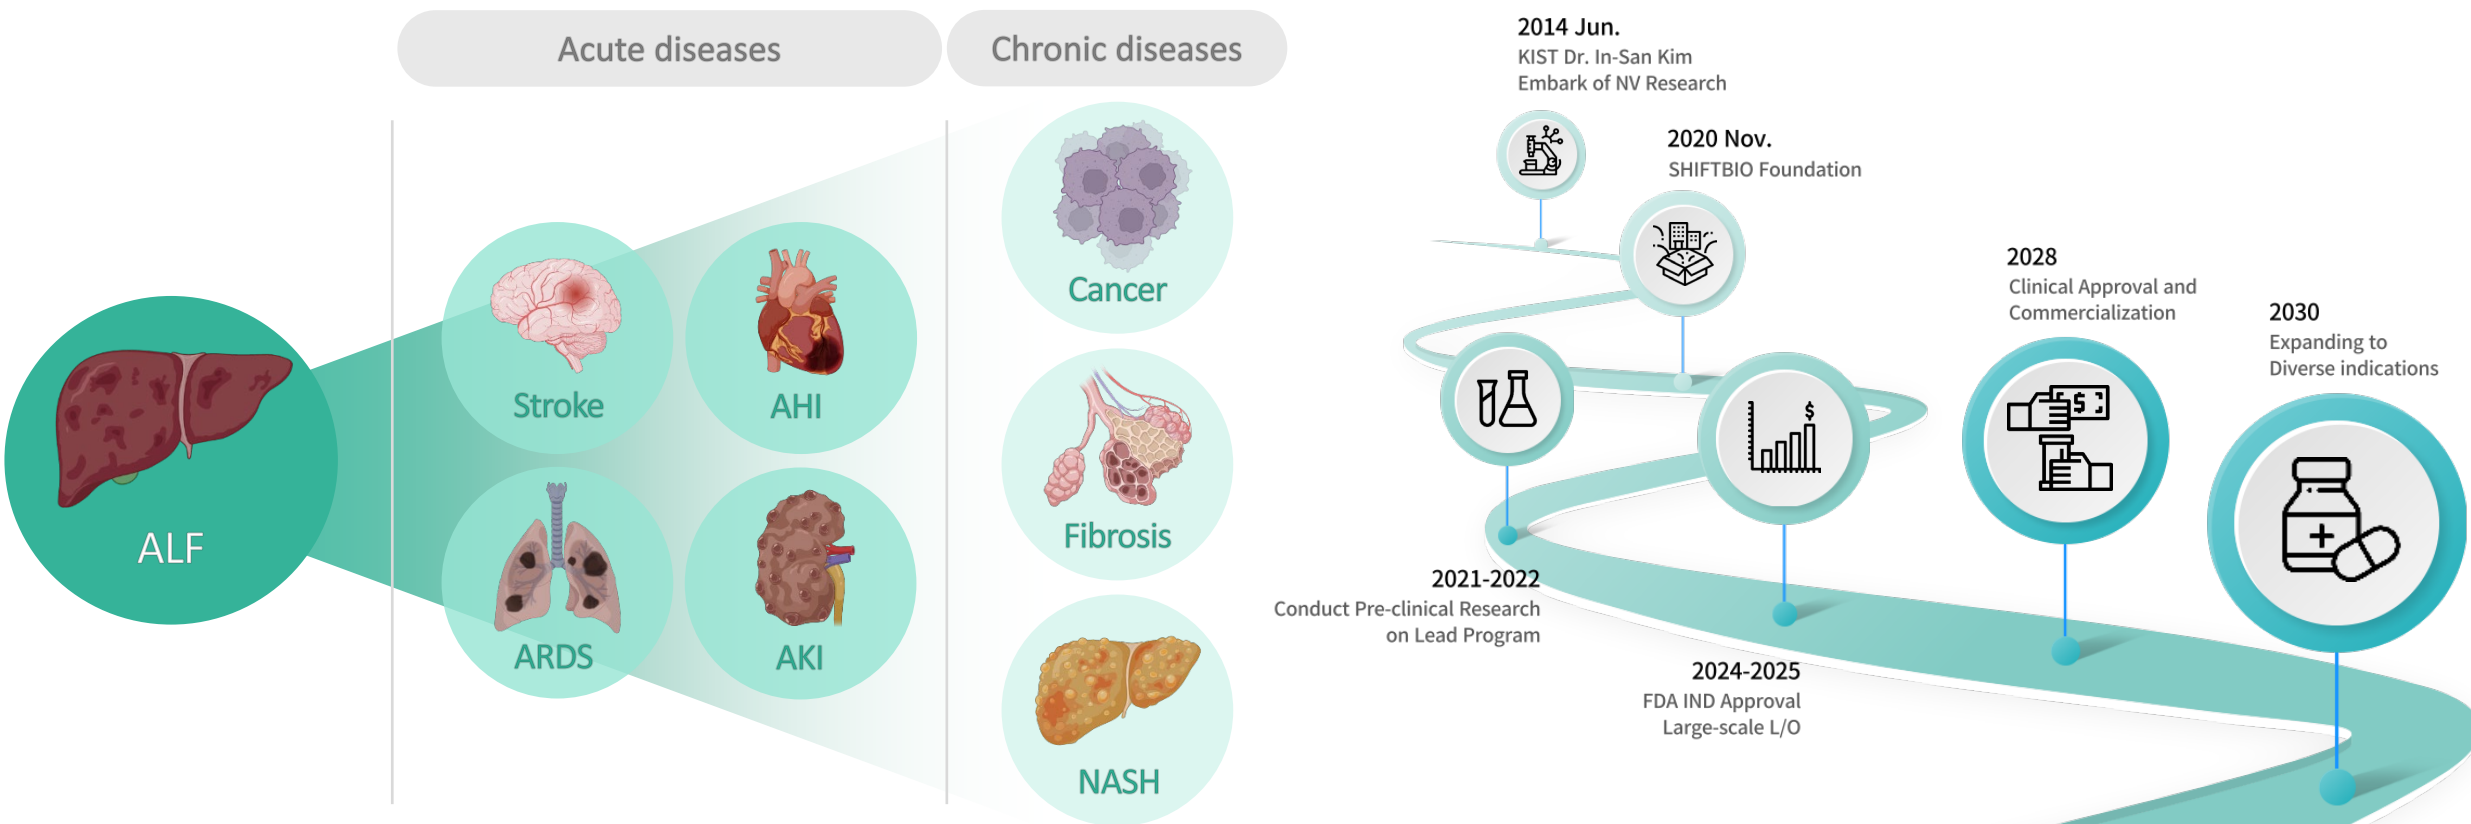 Acute diseases
Chronic diseases
ALF
Stroke
AHI
ARDS
AKI
Cancer
Fibrosis
NASH
2014 Jun.
KIST Dr. In-San Kim
Embark of NV Research
2020 Nov.
SHIFTBIO Foundation
2021-2022
Conduct Pre-clinical Research
on Lead Program
$
2024-2025
FDA IND Approval
Large-scale L/O
2028
Clinical Approval and
Commercialization
$
2030
Expanding to
Diverse indications